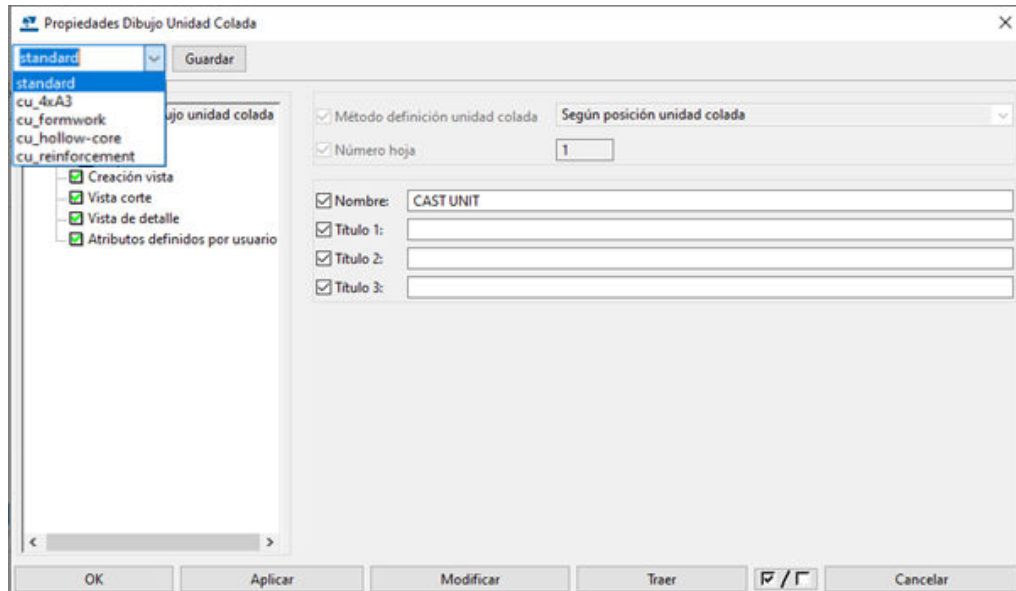 Propiedades Dibujo Unidad Colada
standard
Guardar
standard
cu_4xA3
cu_formwork
cu_hollow-core
cu_reinforcement
ujo unidad colada
Creación vista
Vista corte
Vista de detalle
Atributos definidos por usuario
Método definición unidad colada
Según posición unidad colada
Número hoja
1
Nombre:
CAST UNIT
Título 1:
Título 2:
Título 3:
OK
Aplicar
Modificar
Traer
/
Cancelar